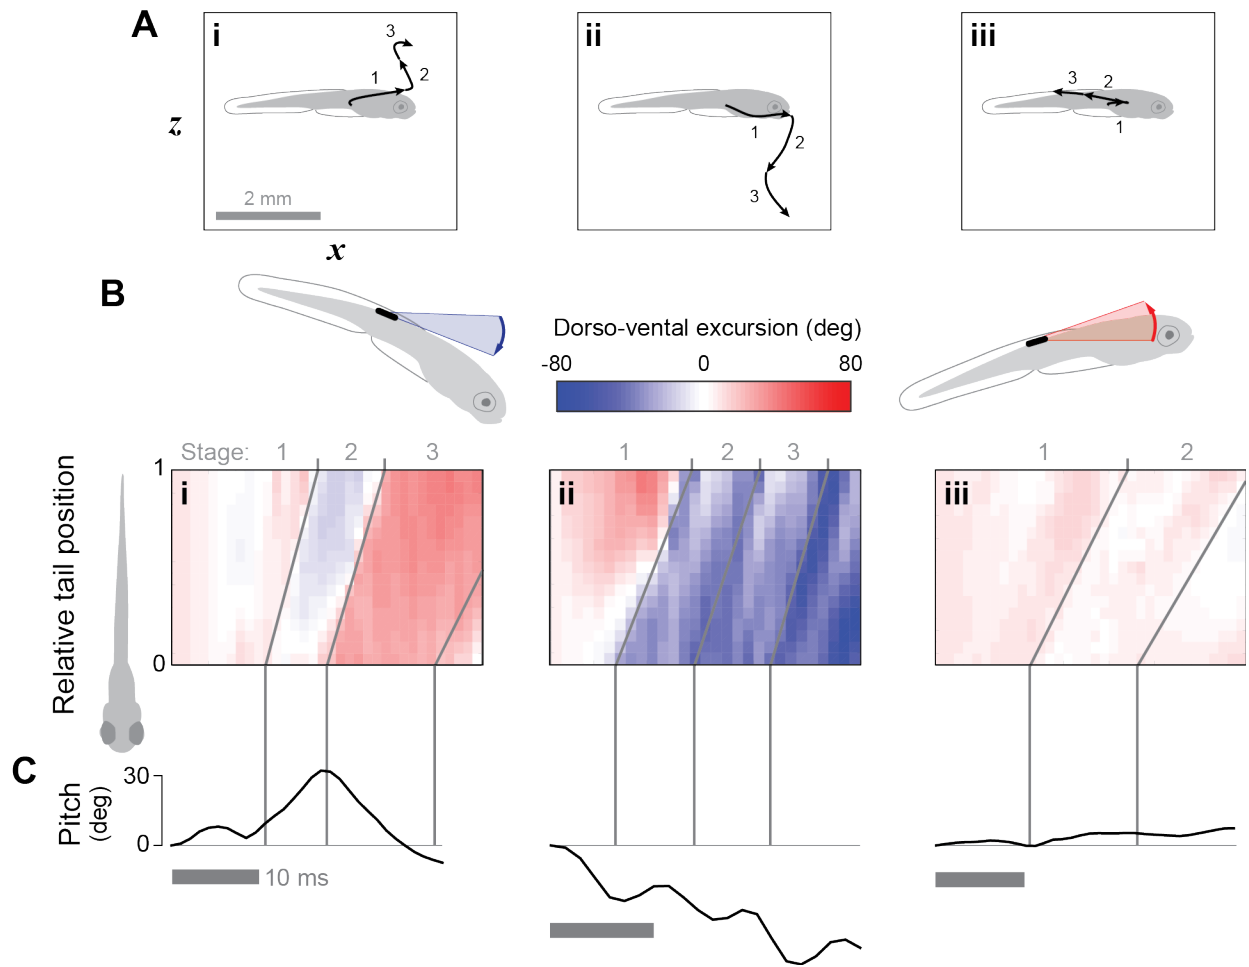 A
i
ii
iii
3
1
2
1
2
3
3
2
1
z
2 mm
x
B
Dorso-vental excursion (deg)
-80
0
80
Stage:
1
2
3
1
2
3
1
2
Relative tail position
1
0
i
ii
iii
C
Pitch
(deg)
30
0
10 ms